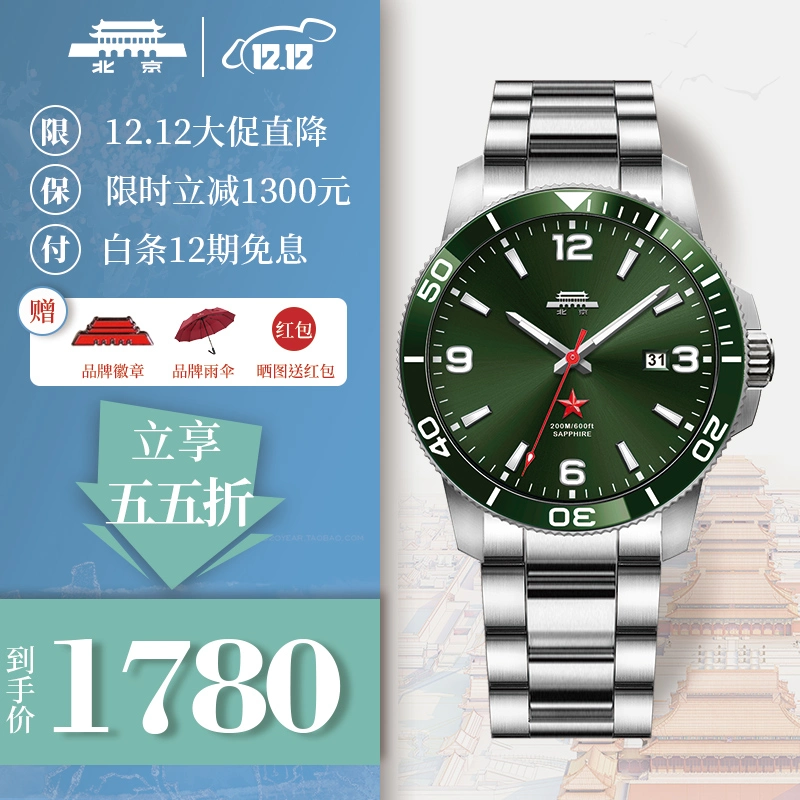 北京
12.12
限 12.12大促直降
保 限时立减1300元
付 白条12期免息
赠
红包
品牌徽章 品牌雨伞 晒图送红包
立享
五五折
到手价 1780
12
北京
9
31
3
200M/600ft
SAPPHIRE
6
50
40
30
20